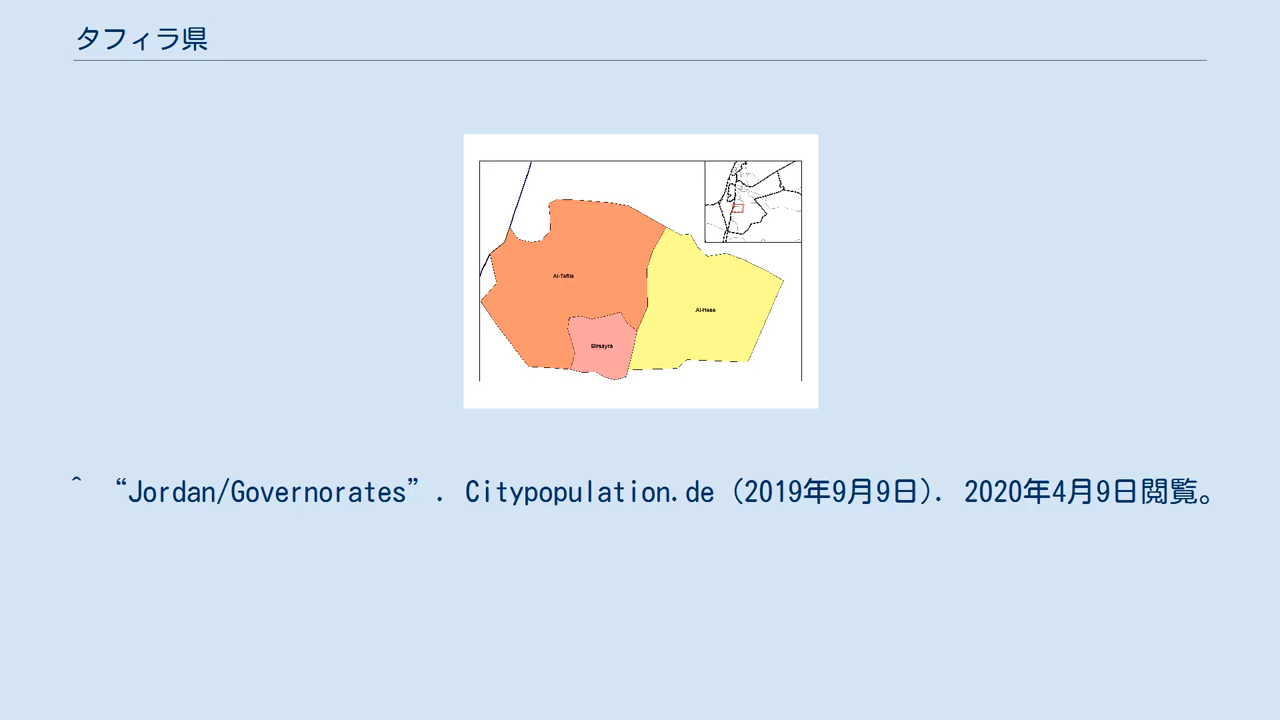 タフィラ県
Al-Tafila
Al-Hasa
^ “Jordan/Governorates”. Citypopulation.de (2019年9月9日). 2020年4月9日閲覧。